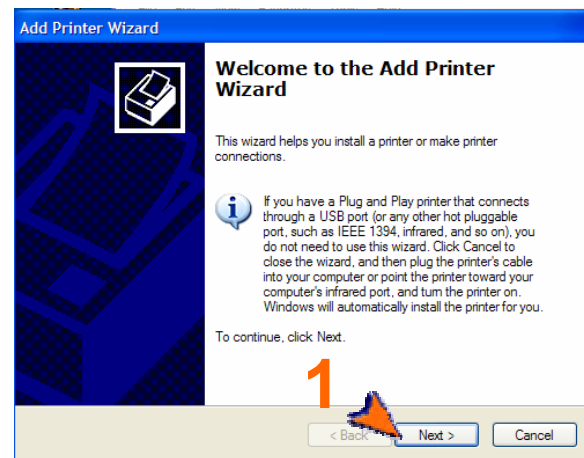 Add Printer Wizard
Welcome to the Add Printer
Wizard
This wizard helps you install a printer or make printer
connections.
If you have a Plug and Play printer that connects
through a USB port (or any other hot pluggable
port, such as IEEE 1394, infrared, and so on), you
do not need to use this wizard. Click Cancel to
close the wizard, and then plug the printer's cable
into your computer or point the printer toward your
computer's infrared port, and turn the printer on.
Windows will automatically install the printer for you.
To continue, click Next.
1
< Back Next > Cancel